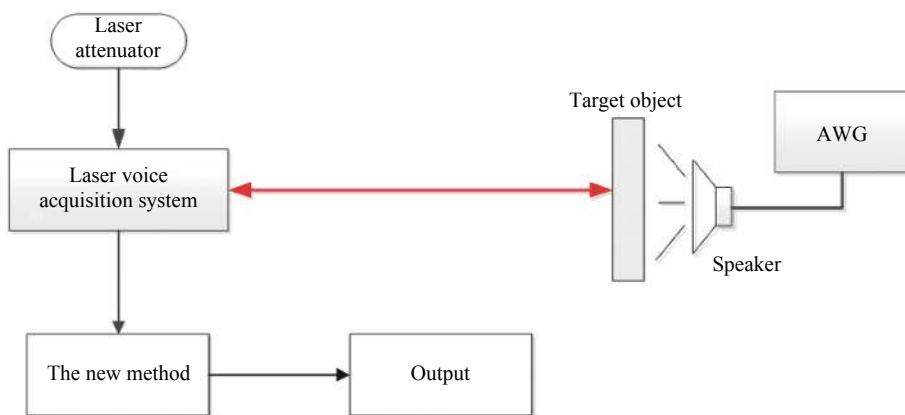 Laser
attenuator
Target object
AWG
Laser voice
acquisition system
Speaker
The new method
Output